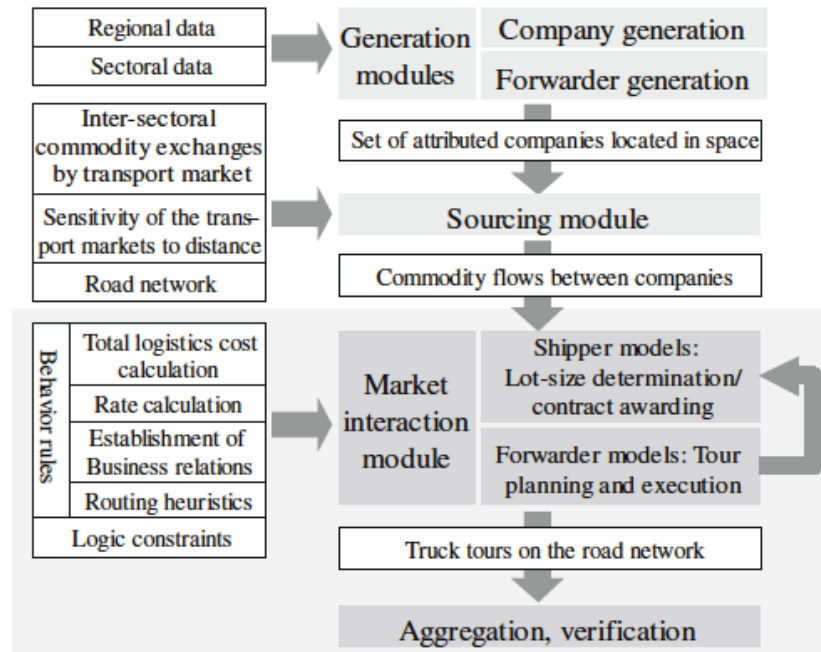 Regional data
Sectoral data
Generation
modules
Company generation
Forwarder generation
Set of attributed companies located in space
Inter-sectoral
commodity exchanges
by transport market
Sensitivity of the trans-
port markets to distance
Road network
Sourcing module
Commodity flows between companies
Behavior rules
Total logistics cost
calculation
Rate calculation
Establishment of
Business relations
Routing heuristics
Logic constraints
Market
interaction
module
Shipper models:
Lot-size determination/
contract awarding
Forwarder models: Tour
planning and execution
Truck tours on the road network
Aggregation, verification